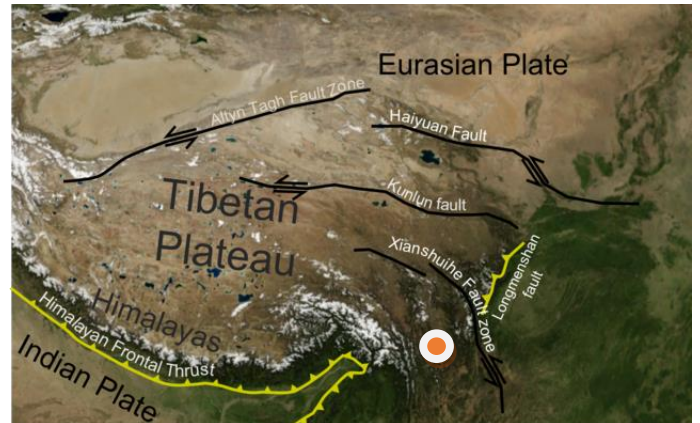 Eurasian Plate
Altyn Tagh Fault Zone
Haiyuan Fault
Kunlun fault
Tibetan
Plateau
Xianshuihe Fault zone
Longmenshan
fault
Himalayas
Himalayan Frontal Thrust
Indian Plate